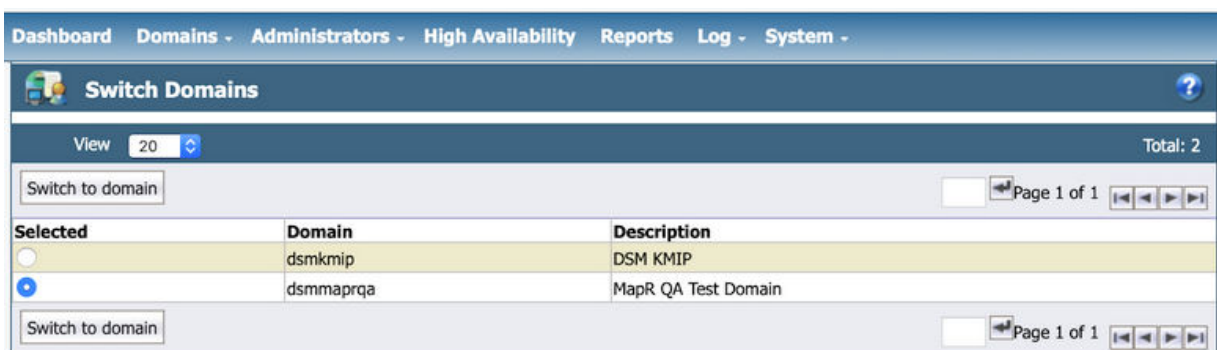 Dashboard Domains Administrators High Availability Reports Log System
Switch Domains ?
View 20 Total: 2
Switch to domain Page 1 of 1
Selected Domain Description
dsmkmip DSM KMIP
dsmmaprqa MapR QA Test Domain
Switch to domain Page 1 of 1